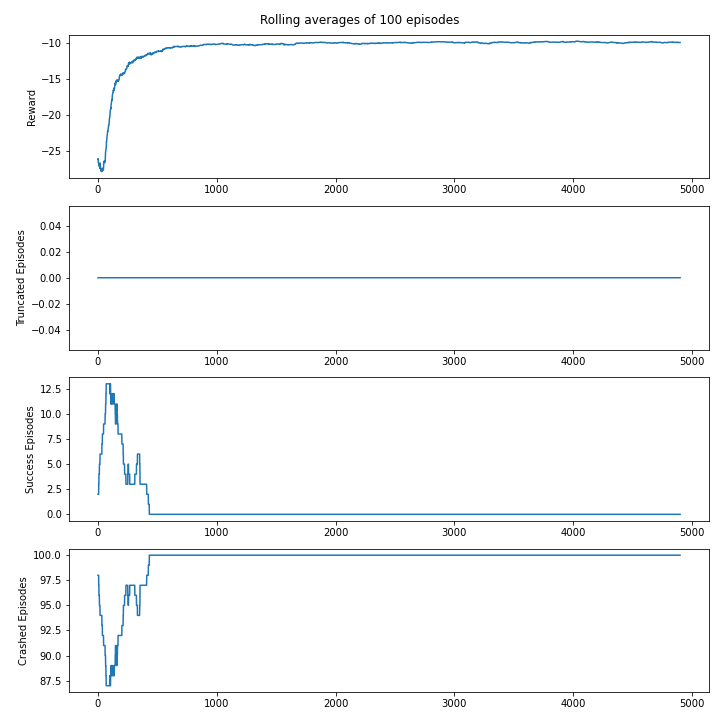 Rolling averages of 100 episodes
Reward
−10
−15
−20
−25
0 1000 2000 3000 4000 5000
Truncated Episodes
0.04
0.02
0.00
−0.02
−0.04
0 1000 2000 3000 4000 5000
Success Episodes
12.5
10.0
7.5
5.0
2.5
0.0
0 1000 2000 3000 4000 5000
Crashed Episodes
100.0
97.5
95.0
92.5
90.0
87.5
0 1000 2000 3000 4000 5000